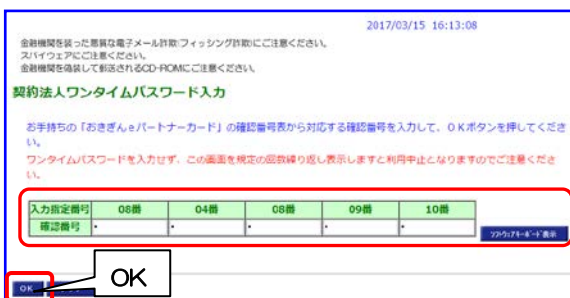 2017/03/15 16:13:08
金融機関を装った悪質な電子メール詐欺(フィッシング詐欺)にご注意ください。
スパイウェアにご注意ください。
金融機関を偽装して郵送されるCD-ROMにご注意ください。
契約法人ワンタイムパスワード入力
お手持ちの「おきぎんeパートナーカード」の確認番号表から対応する確認番号を入力して、OKボタンを押してくださ
い。
ワンタイムパスワードを入力せず、この画面を規定の回数繰り返し表示しますと利用中止となりますのでご注意くださ
い。
入力指定番号 08番 04番 08番 09番 10番
確認番号 • • • • •
ソフトウェアキーボード表示
OK
OK